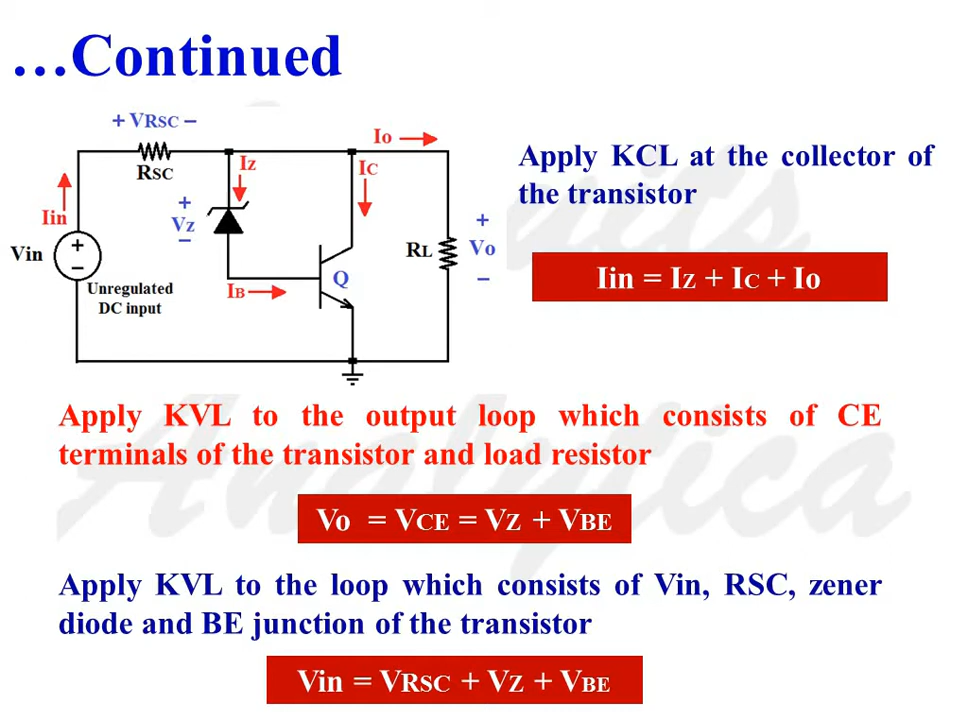 …Continued
+ VRSC −
RSC
Io
Iz
IC
+
Vz
−
Iin
Vin
+
−
Unregulated
DC input
IB
Q
RL
+
Vo
−
Apply KCL at the collector of
the transistor
Iin = Iz + IC + Io
Apply KVL to the output loop which consists of CE
terminals of the transistor and load resistor
Vo = VCE = VZ + VBE
Apply KVL to the loop which consists of Vin, RSC, zener
diode and BE junction of the transistor
Vin = VRSC + VZ + VBE
Analytica